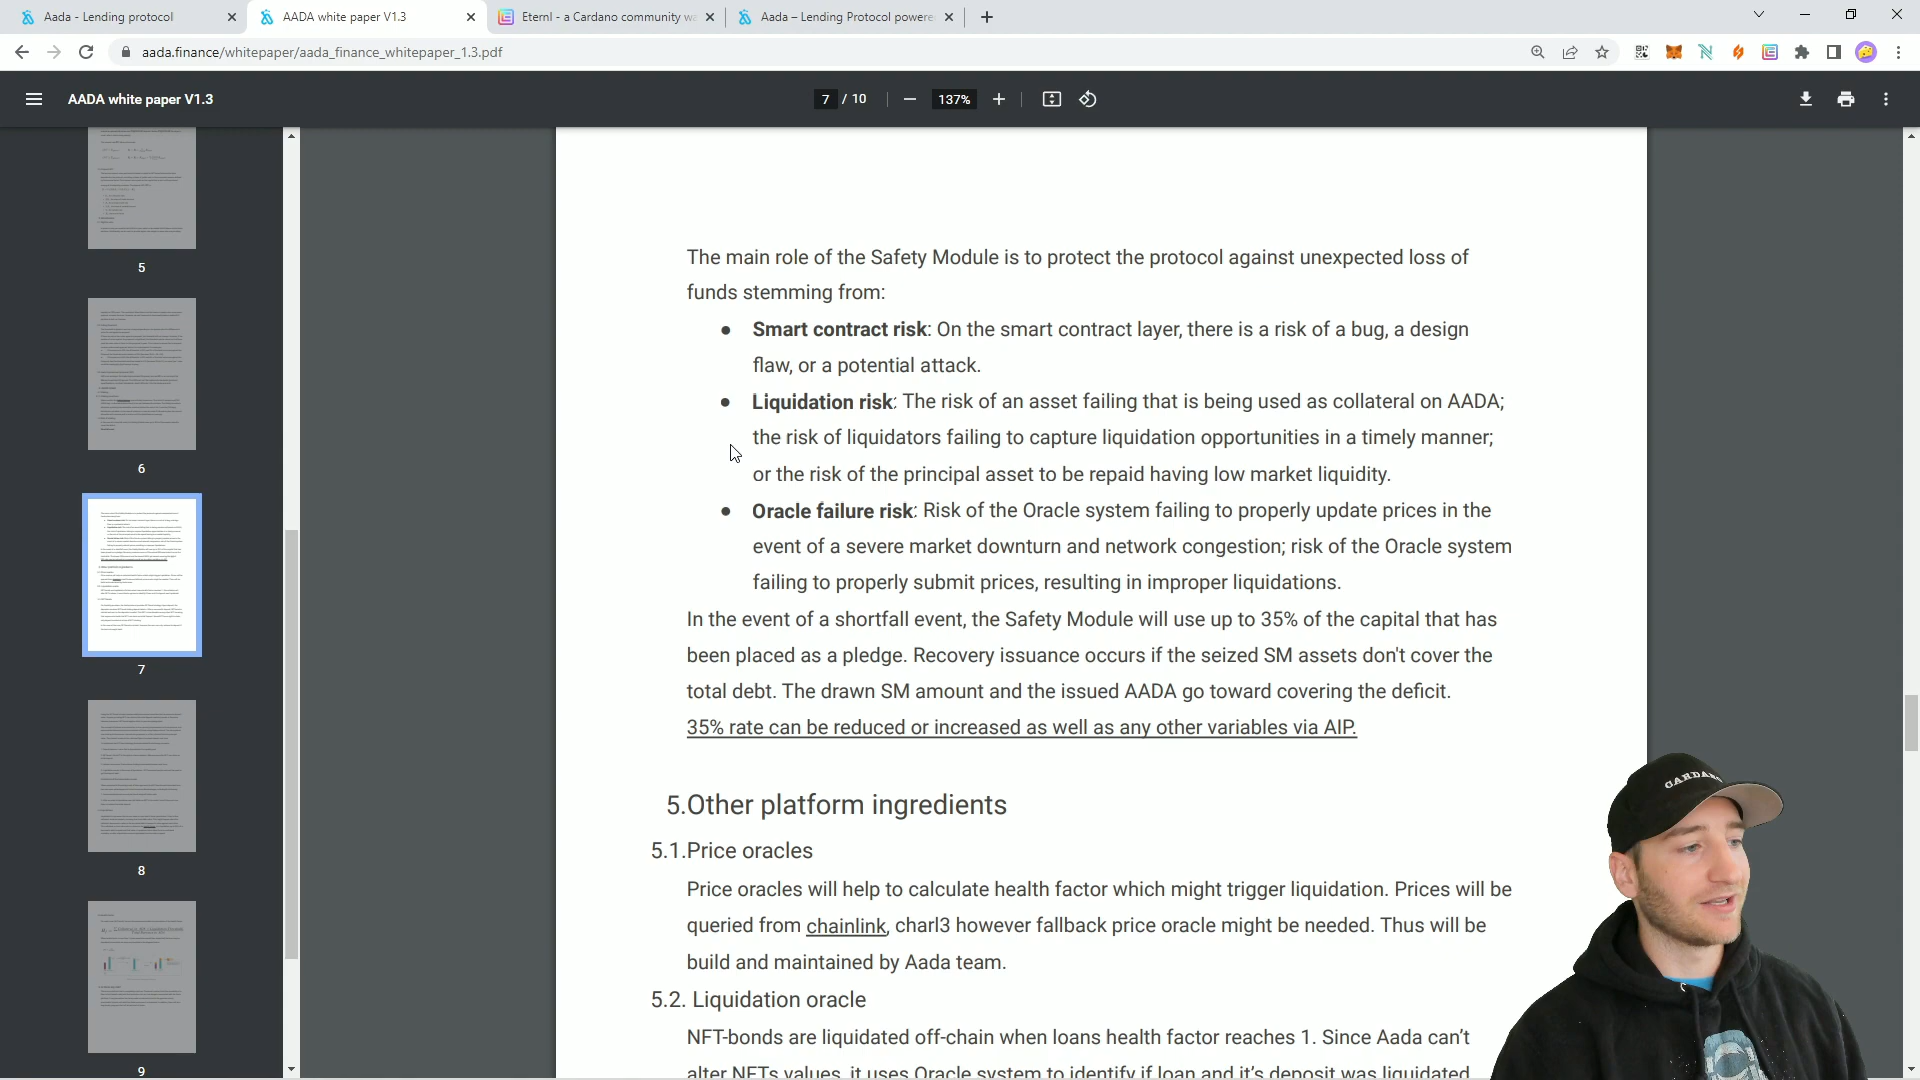 Aada - Lending protocol
AADA white paper V1.3
Eternl - a Cardano community wa
Aada – Lending Protocol powere
aada.finance/whitepaper/aada_finance_whitepaper_1.3.pdf
AADA white paper V1.3
7 / 10
137%
5
6
7
8
9
The main role of the Safety Module is to protect the protocol against unexpected loss of
funds stemming from:
● Smart contract risk: On the smart contract layer, there is a risk of a bug, a design
flaw, or a potential attack.
● Liquidation risk: The risk of an asset failing that is being used as collateral on AADA;
the risk of liquidators failing to capture liquidation opportunities in a timely manner;
or the risk of the principal asset to be repaid having low market liquidity.
● Oracle failure risk: Risk of the Oracle system failing to properly update prices in the
event of a severe market downturn and network congestion; risk of the Oracle system
failing to properly submit prices, resulting in improper liquidations.
In the event of a shortfall event, the Safety Module will use up to 35% of the capital that has
been placed as a pledge. Recovery issuance occurs if the seized SM assets don't cover the
total debt. The drawn SM amount and the issued AADA go toward covering the deficit.
35% rate can be reduced or increased as well as any other variables via AIP.
5.Other platform ingredients
5.1.Price oracles
Price oracles will help to calculate health factor which might trigger liquidation. Prices will be
queried from chainlink, charl3 however fallback price oracle might be needed. Thus will be
build and maintained by Aada team.
5.2. Liquidation oracle
NFT-bonds are liquidated off-chain when loans health factor reaches 1. Since Aada can't
alter NFTs values, it uses Oracle system to identify if loan and it's deposit was liquidated
CARDANO